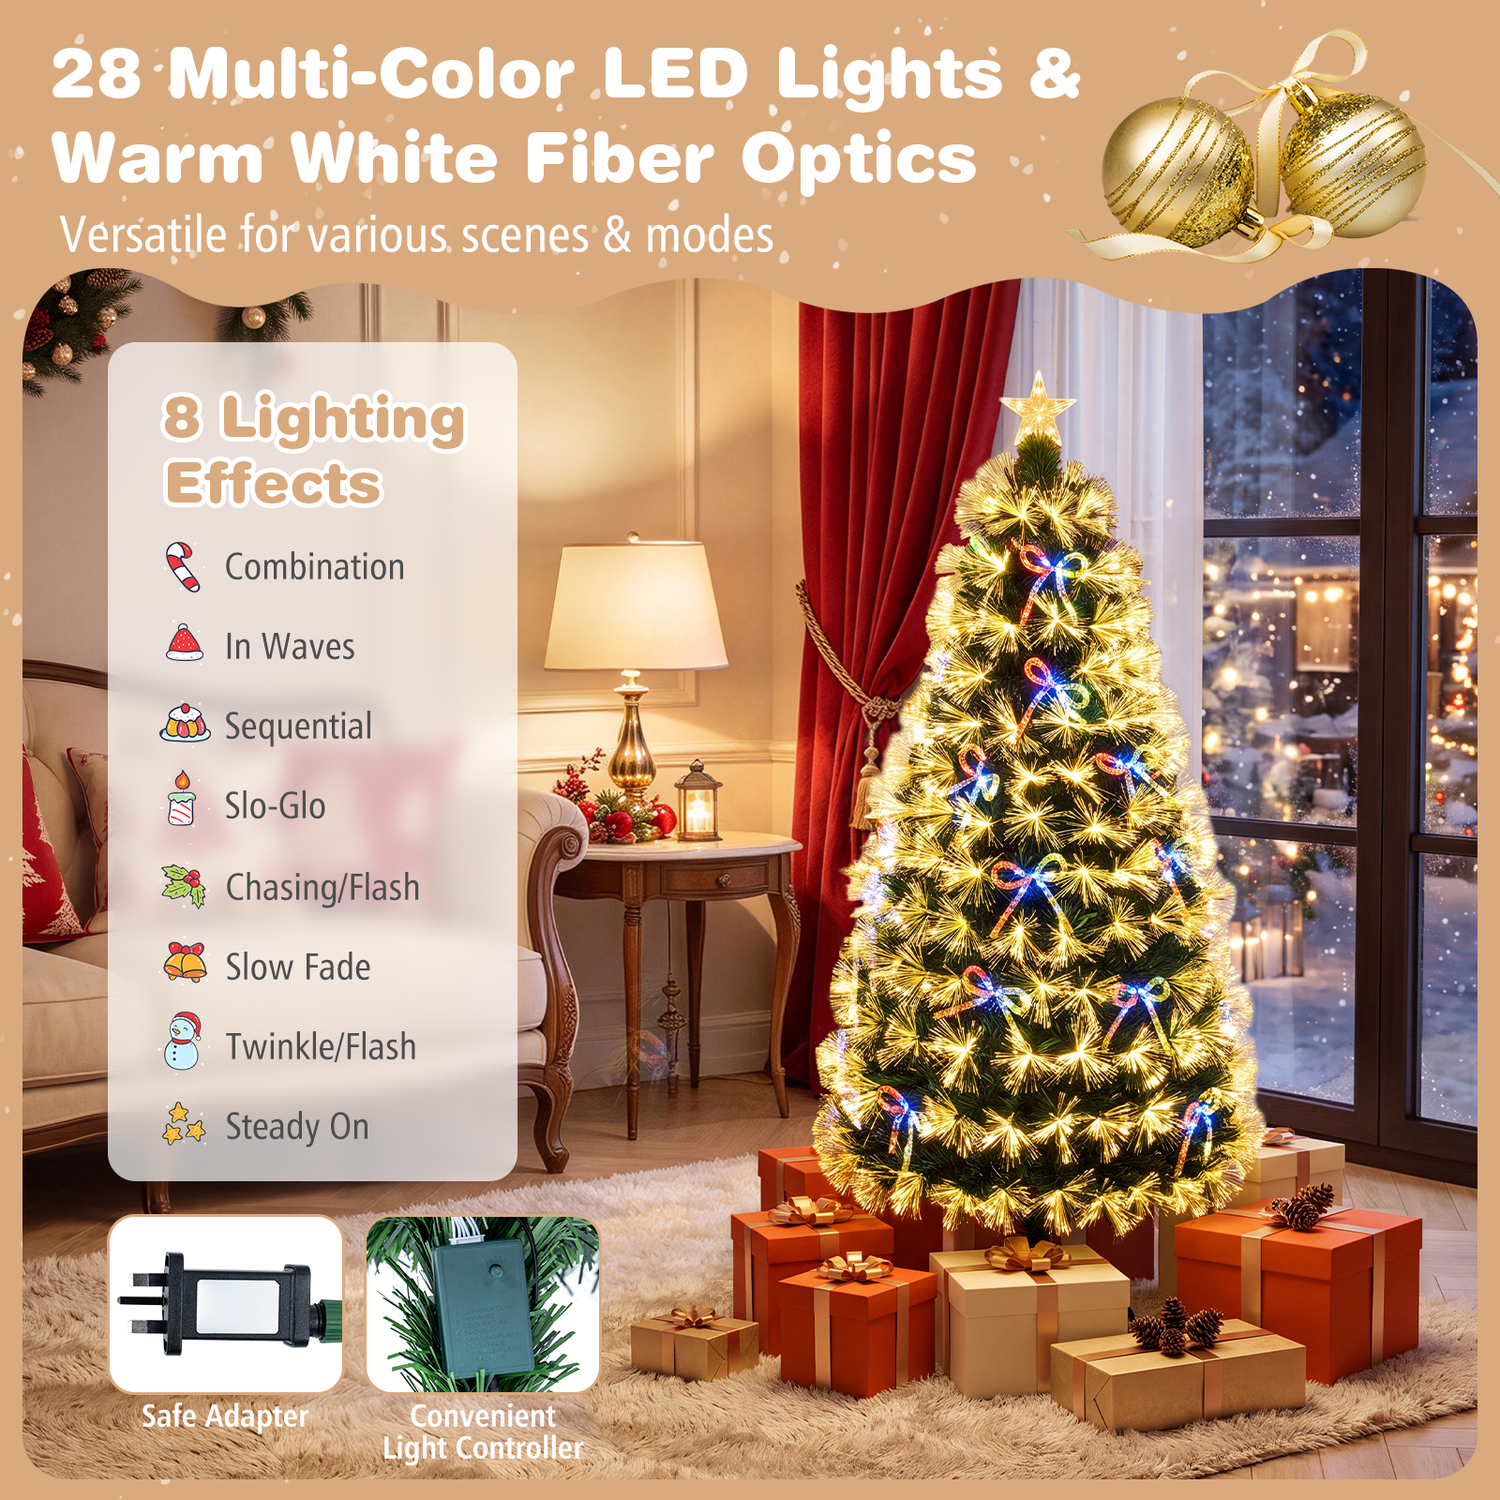 28 Multi-Color LED Lights &
Warm White Fiber Optics
Versatile for various scenes & modes
8 Lighting
Effects
Combination
In Waves
Sequential
Slo-Glo
Chasing/Flash
Slow Fade
Twinkle/Flash
Steady On
Safe Adapter
Convenient
Light Controller